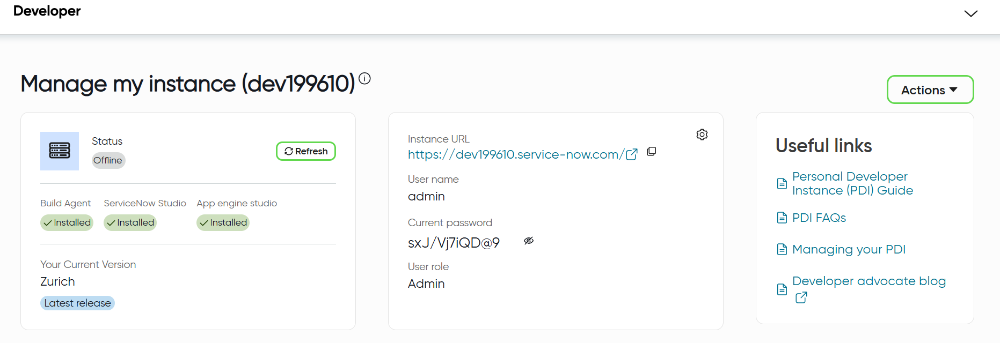 Developer
Manage my instance (dev199610)
Actions
Status
Offline
Refresh
Build Agent ServiceNow Studio App engine studio
Installed Installed Installed
Your Current Version
Zurich
Latest release
Instance URL
https://dev199610.service-now.com/
User name
admin
Current password
sxJ/Vj7iQD@9
User role
Admin
Useful links
Personal Developer
Instance (PDI) Guide
PDI FAQs
Managing your PDI
Developer advocate blog